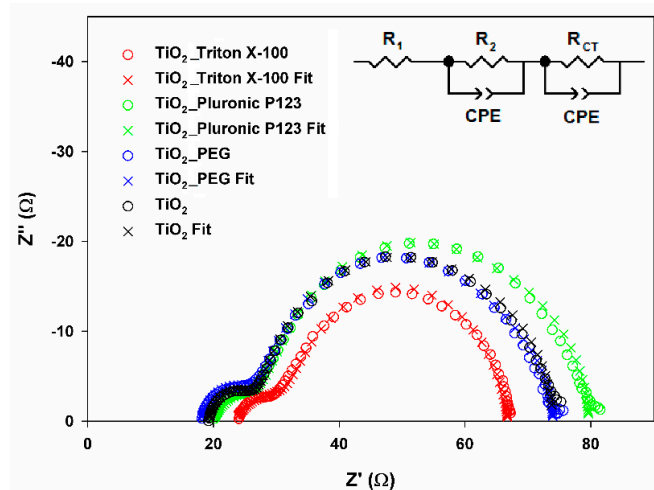 TiO2_Triton X-100
TiO2_Triton X-100 Fit
TiO2_Pluronic P123
TiO2_Pluronic P123 Fit
TiO2_PEG
TiO2_PEG Fit
TiO2
TiO2 Fit
R1
R2
RCT
CPE
CPE
-40
-30
-20
-10
0
Z'' (Ω)
0
20
40
60
80
Z' (Ω)